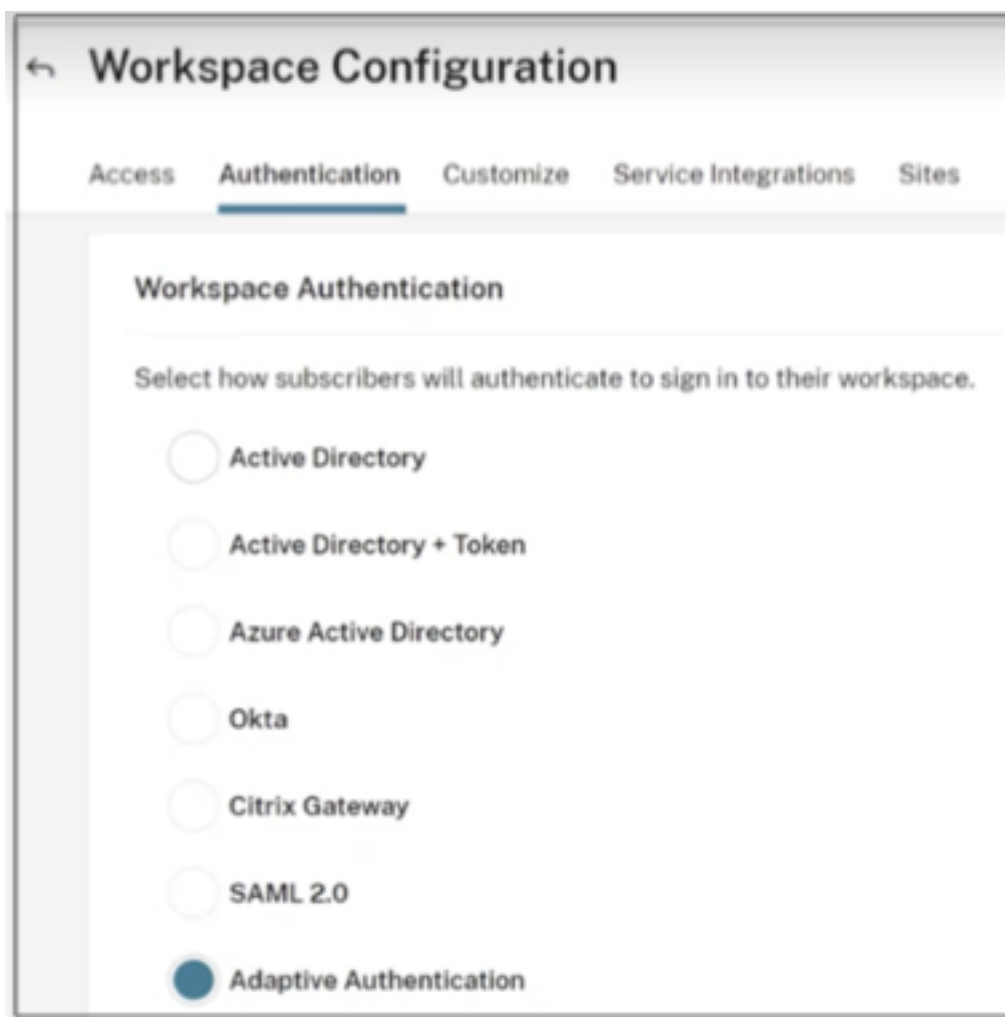 Workspace Configuration
Access Authentication Customize Service Integrations Sites
Workspace Authentication
Select how subscribers will authenticate to sign in to their workspace.
Active Directory
Active Directory + Token
Azure Active Directory
Okta
Citrix Gateway
SAML 2.0
Adaptive Authentication